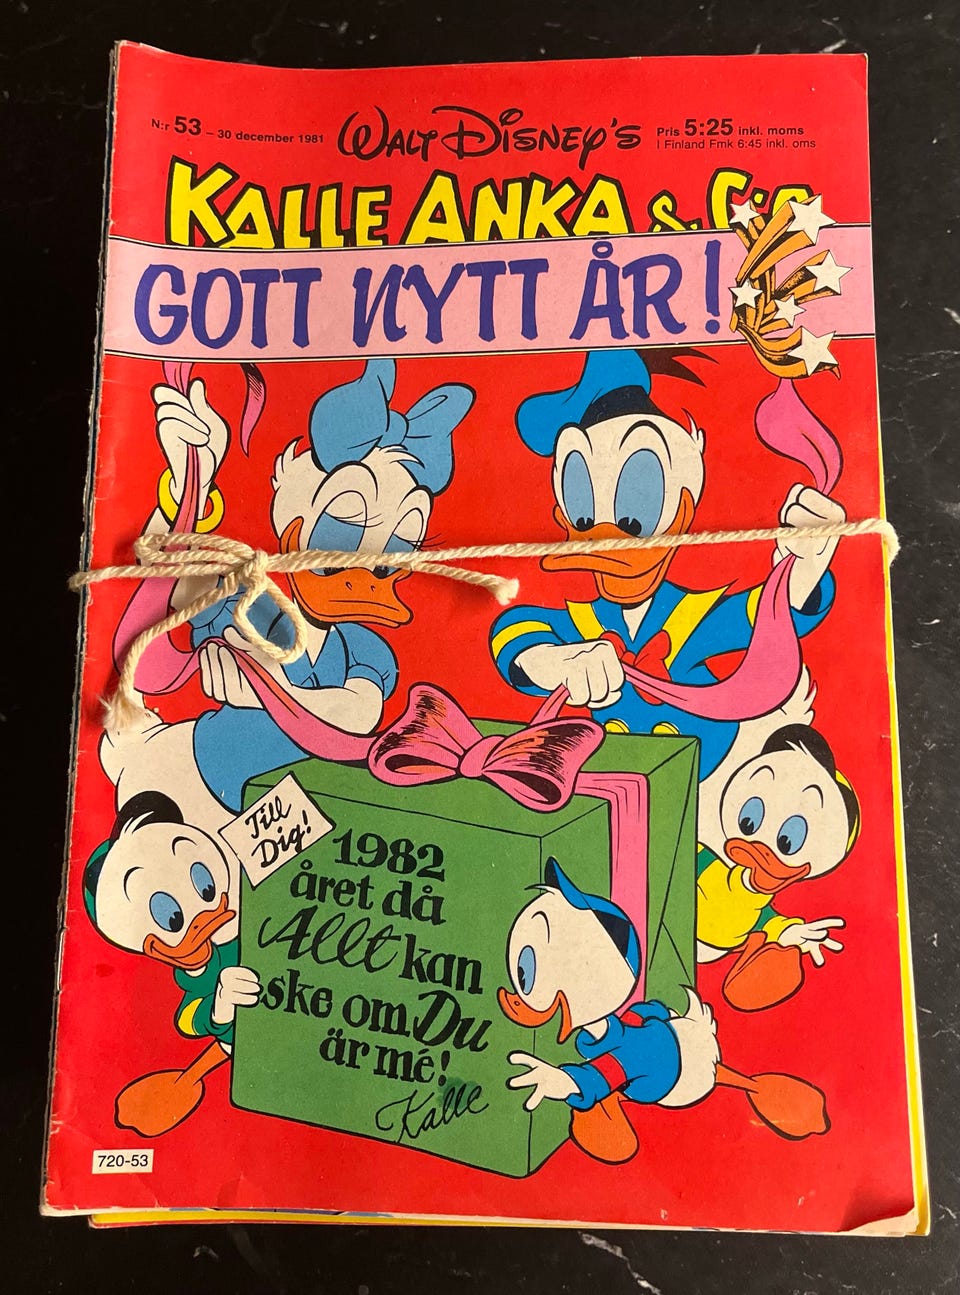 N:r 53 – 30 december 1981
WALT DISNEY'S
Pris 5:25 inkl. moms
I Finland Fmk 6:45 inkl. oms
KALLE ANKA & C:o
GOTT NYTT ÅR!
Till
Dig!
1982
året då
Allt kan
ske om Du
är mé!
Kalle
720-53